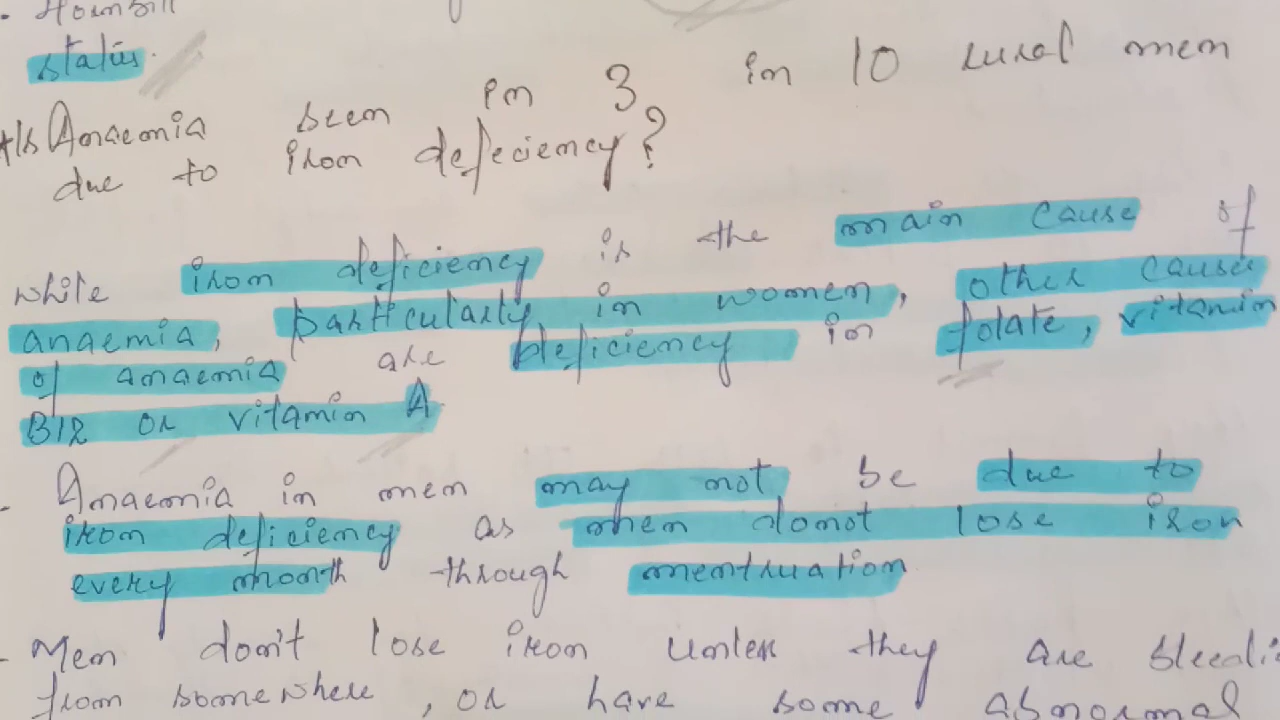 status.
Is Anaemia seen in 3 in 10 rural men
due to iron defeciency?
while iron deficiency is the main cause of
anaemia, particularly in women, other causes
of anaemia are deficiency in folate, vitamin
B12 or vitamin A.
- Anaemia in men may not be due to
iron deficiency as men donot lose iron
every month through mentruation
- Men don't lose iron unless they are
from somewhere, or have some abnormal